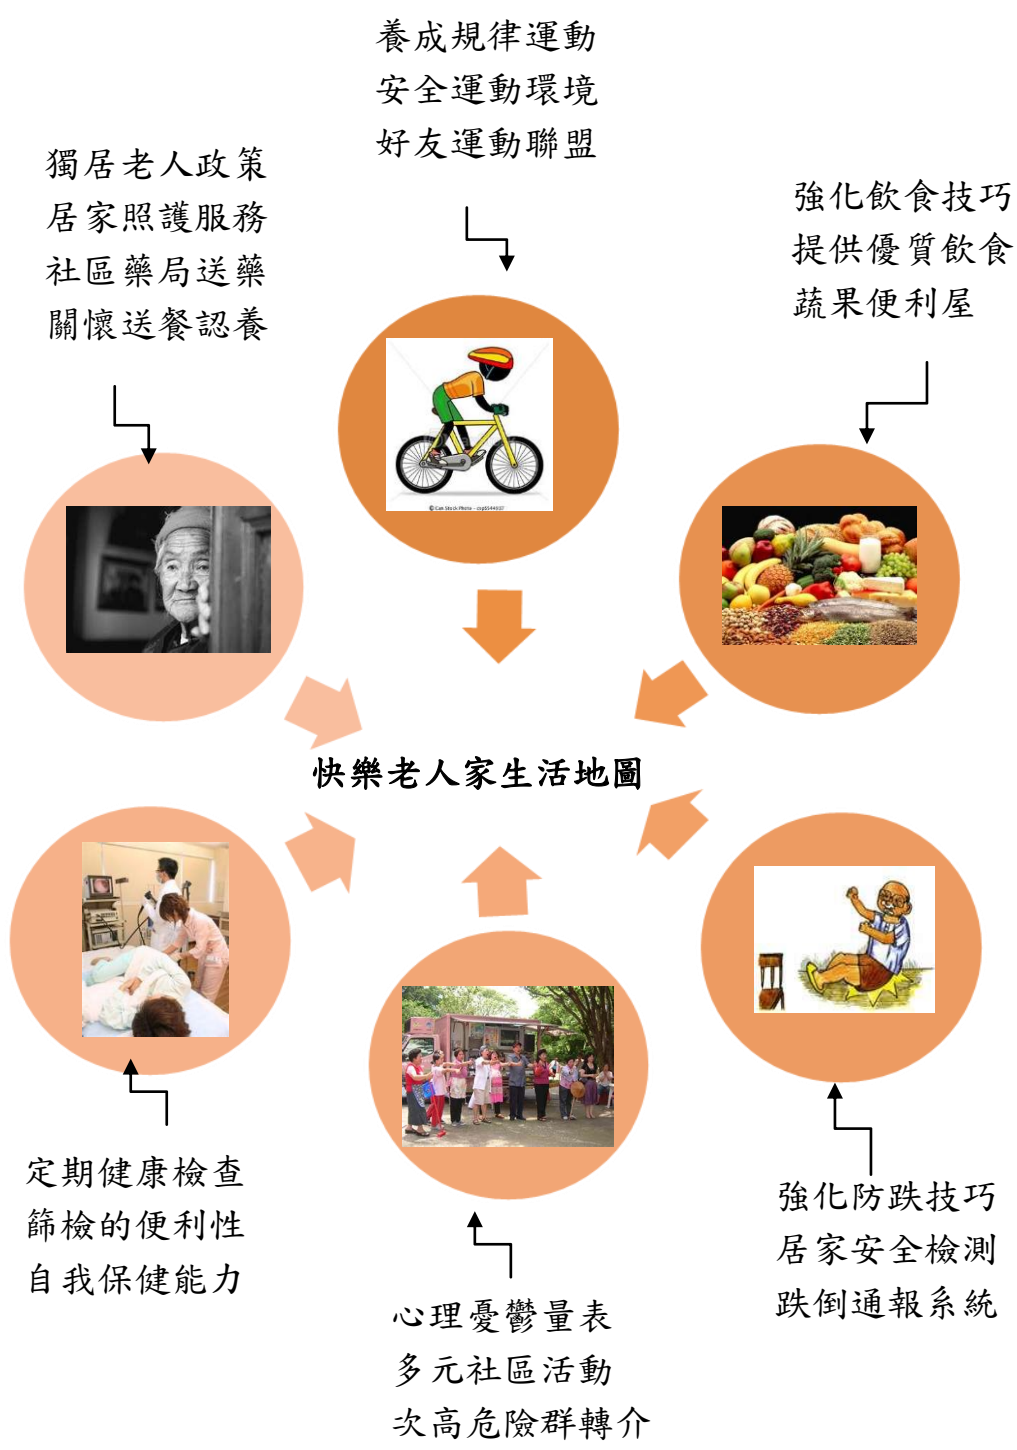 養成規律運動
安全運動環境
好友運動聯盟
獨居老人政策
居家照護服務
社區藥局送藥
關懷送餐認養
強化飲食技巧
提供優質飲食
蔬果便利屋
© Can Stock Photo - csp5544937
快樂老人家生活地圖
定期健康檢查
篩檢的便利性
自我保健能力
心理憂鬱量表
多元社區活動
次高危險群轉介
強化防跌技巧
居家安全檢測
跌倒通報系統